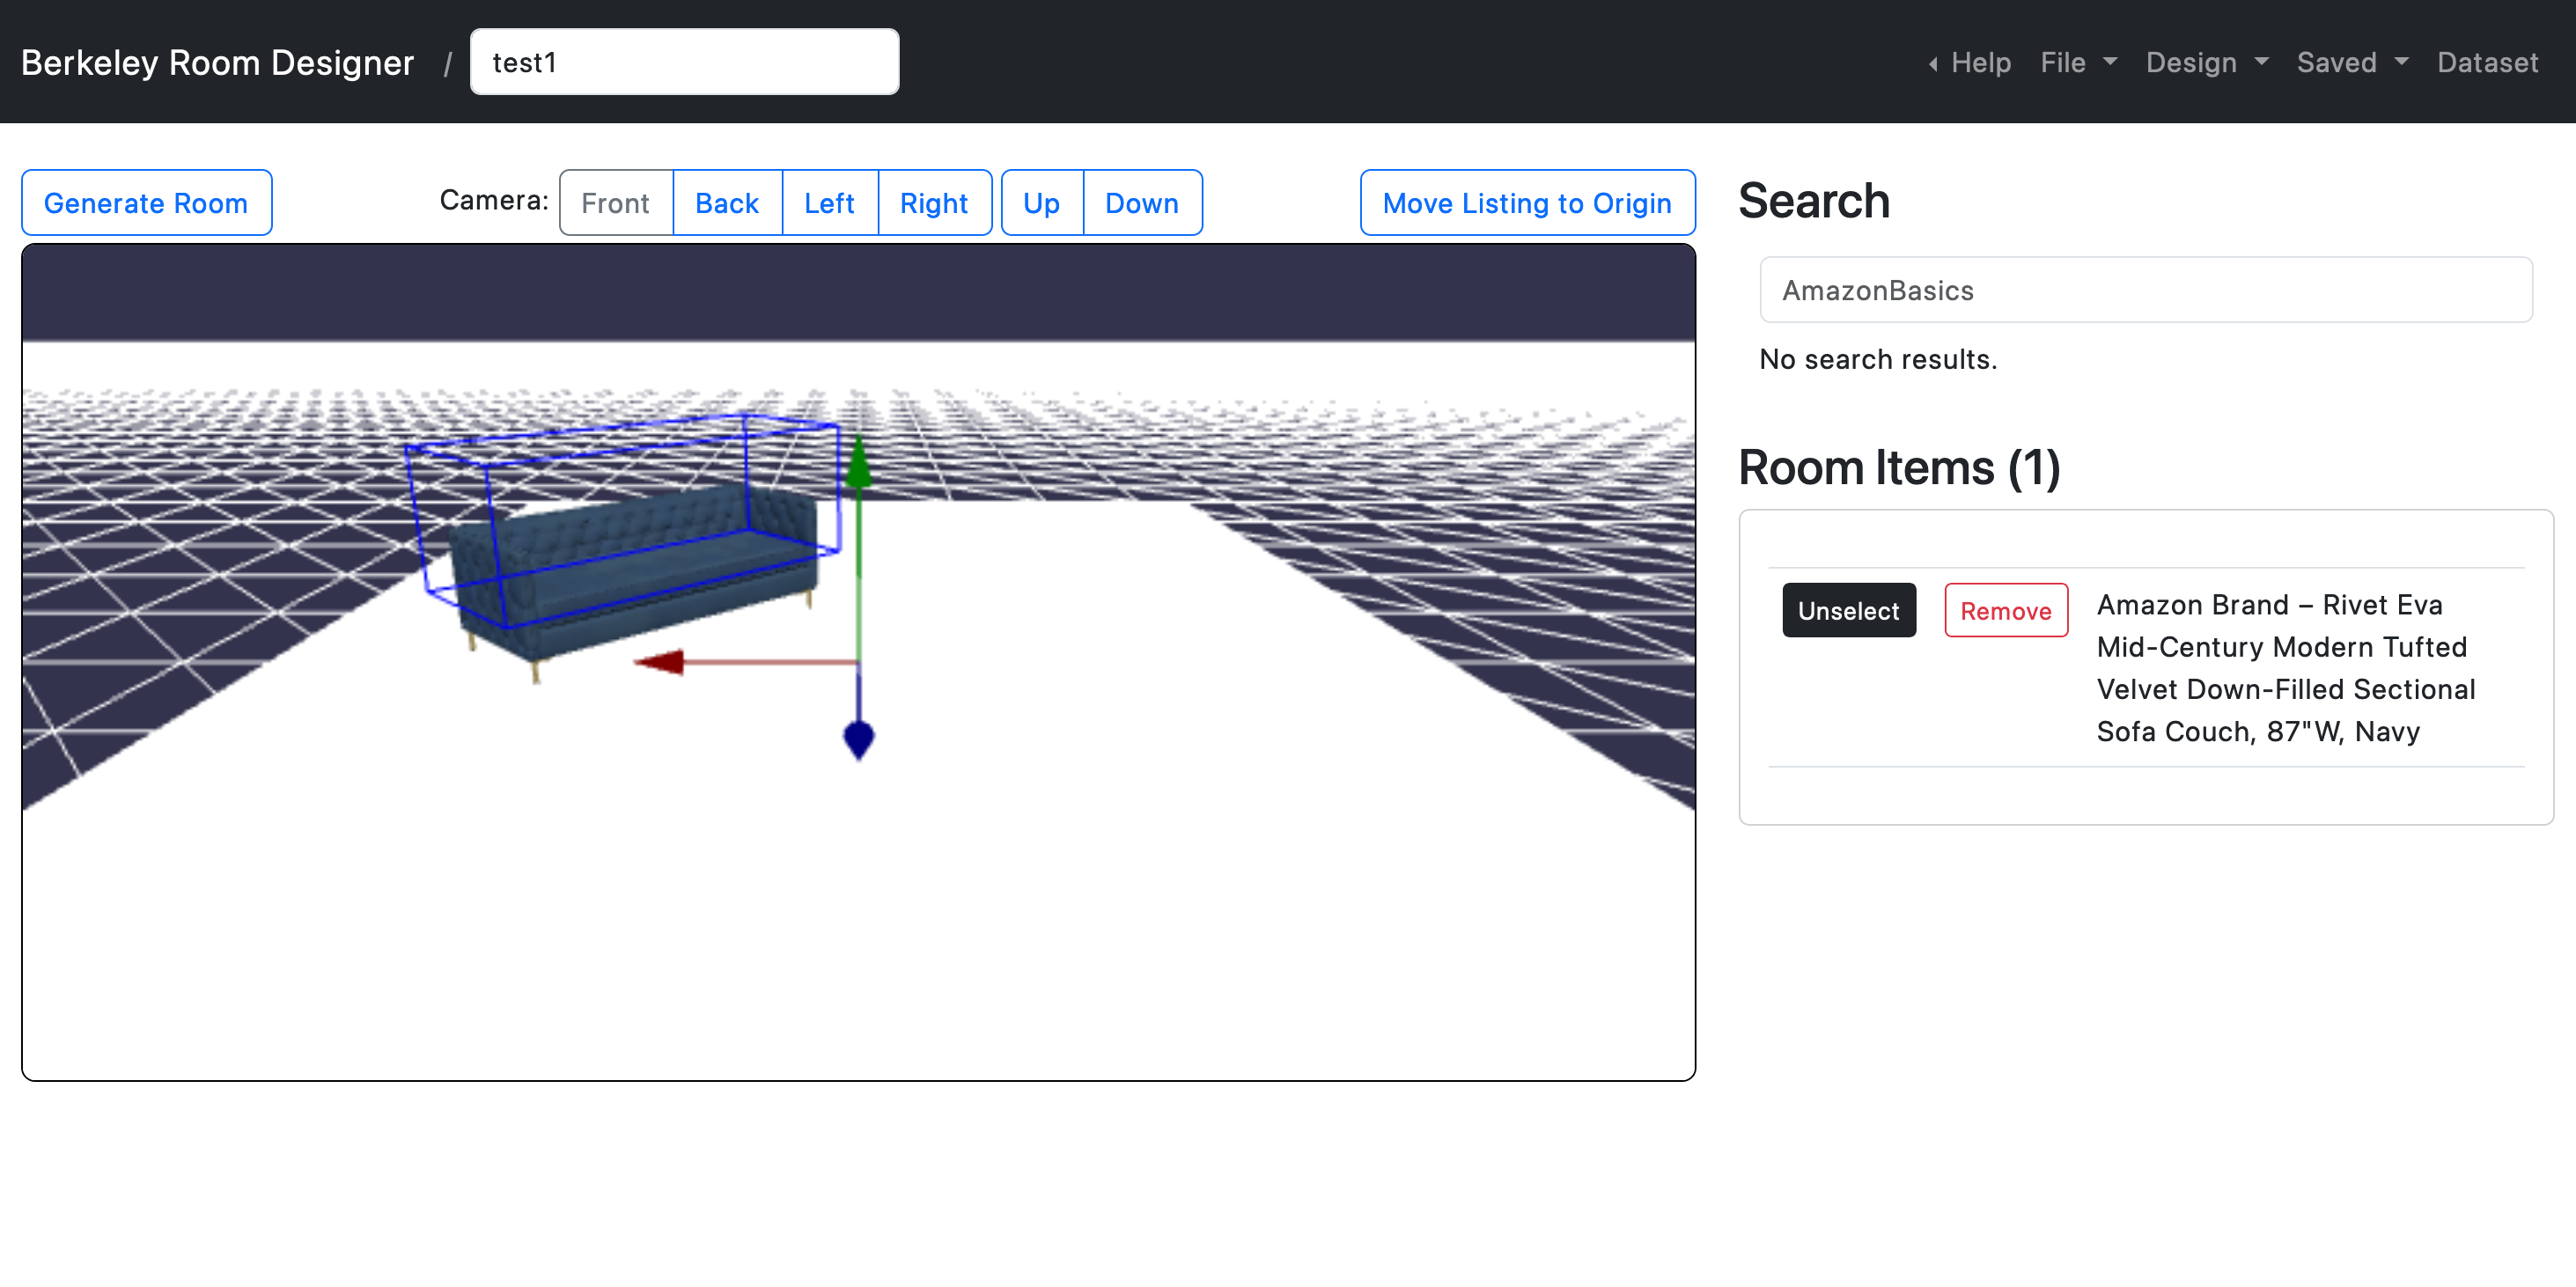 Berkeley Room Designer / test1
Help File Design Saved Dataset
Generate Room
Camera: Front Back Left Right Up Down
Move Listing to Origin
Search
AmazonBasics
No search results.
Room Items (1)
Unselect
Remove
Amazon Brand – Rivet Eva
Mid-Century Modern Tufted
Velvet Down-Filled Sectional
Sofa Couch, 87"W, Navy